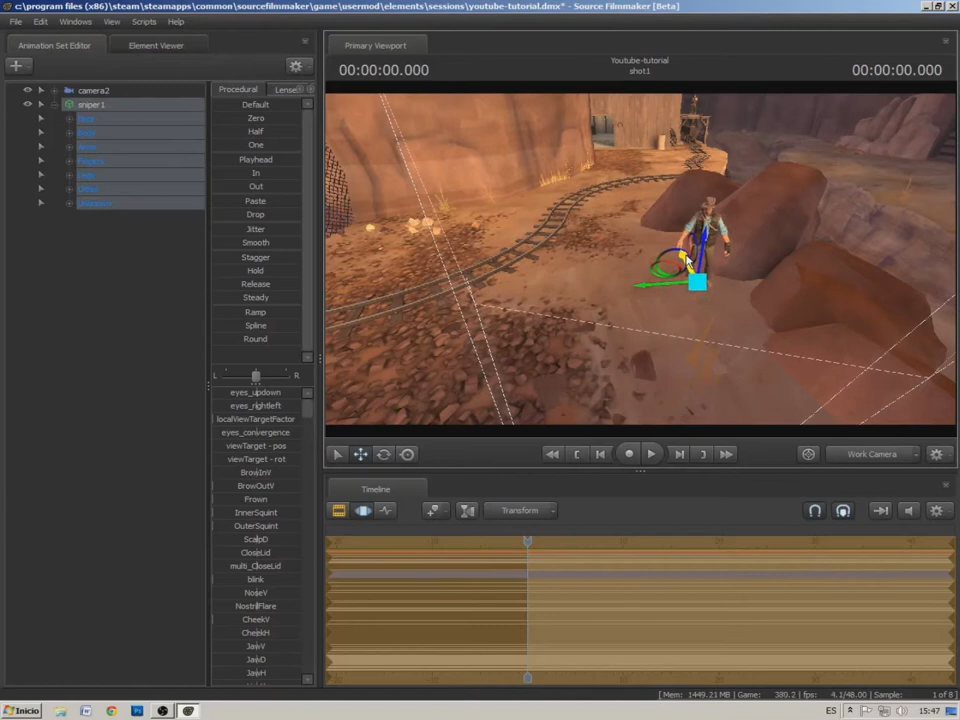 c:\program files (x86)\steam\steamapps\common\sourcefilmmaker\game\usermod\elements\sessions\youtube-tutorial.dmx* - Source Filmmaker [Beta]
File Edit Windows View Scripts Help
Animation Set Editor Element Viewer
Primary Viewport
00:00:00.000
Youtube-tutorial
shot1
00:00:00.000
camera2
sniper1
Procedural Lense
Default
Zero
Half
One
Playhead
In
Out
Paste
Drop
Jitter
Smooth
Stagger
Hold
Release
Steady
Ramp
Spline
Round
L R
eyes_updown
eyes_rightleft
localViewTargetFactor
eyes_convergence
viewTarget - pos
viewTarget - rot
BrowInV
BrowOutV
Frown
InnerSquint
OuterSquint
ScalpD
CloseLid
multi_CloseLid
blink
NoseV
NostrilFlare
CheekV
CheekH
JawV
JawD
JawH
Work Camera
Timeline
Transform
[ Mem: 1449.21 MB | Game: 380.2 | fps: 4.1/48.00 | Sample: 1 of 8 ]
Inicio
ES
15:47